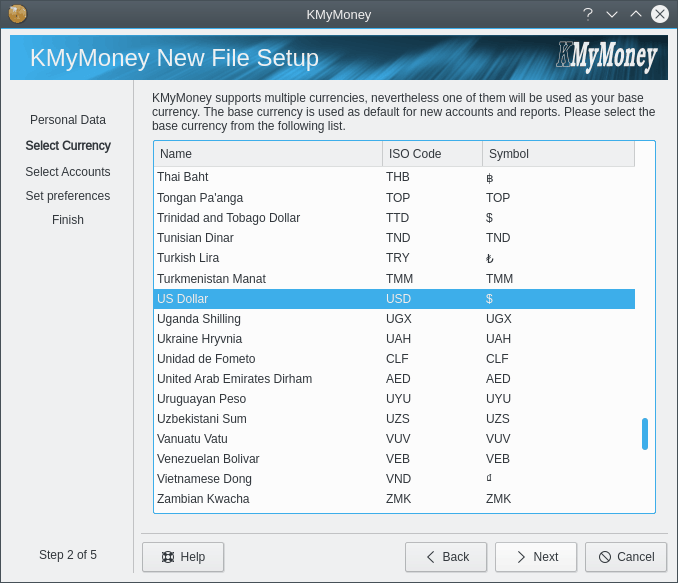 KMyMoney
KMyMoney New File Setup
KMyMoney
Personal Data
Select Currency
Select Accounts
Set preferences
Finish
KMyMoney supports multiple currencies, nevertheless one of them will be used as your base
currency. The base currency is used as default for new accounts and reports. Please select the
base currency from the following list.
Name ISO Code Symbol
Thai Baht THB ฿
Tongan Pa'anga TOP TOP
Trinidad and Tobago Dollar TTD $
Tunisian Dinar TND TND
Turkish Lira TRY ₺
Turkmenistan Manat TMM TMM
US Dollar USD $
Uganda Shilling UGX UGX
Ukraine Hryvnia UAH UAH
Unidad de Fometo CLF CLF
United Arab Emirates Dirham AED AED
Uruguayan Peso UYU UYU
Uzbekistani Sum UZS UZS
Vanuatu Vatu VUV VUV
Venezuelan Bolivar VEB VEB
Vietnamese Dong VND ₫
Zambian Kwacha ZMK ZMK
Step 2 of 5
Help
Back
Next
Cancel